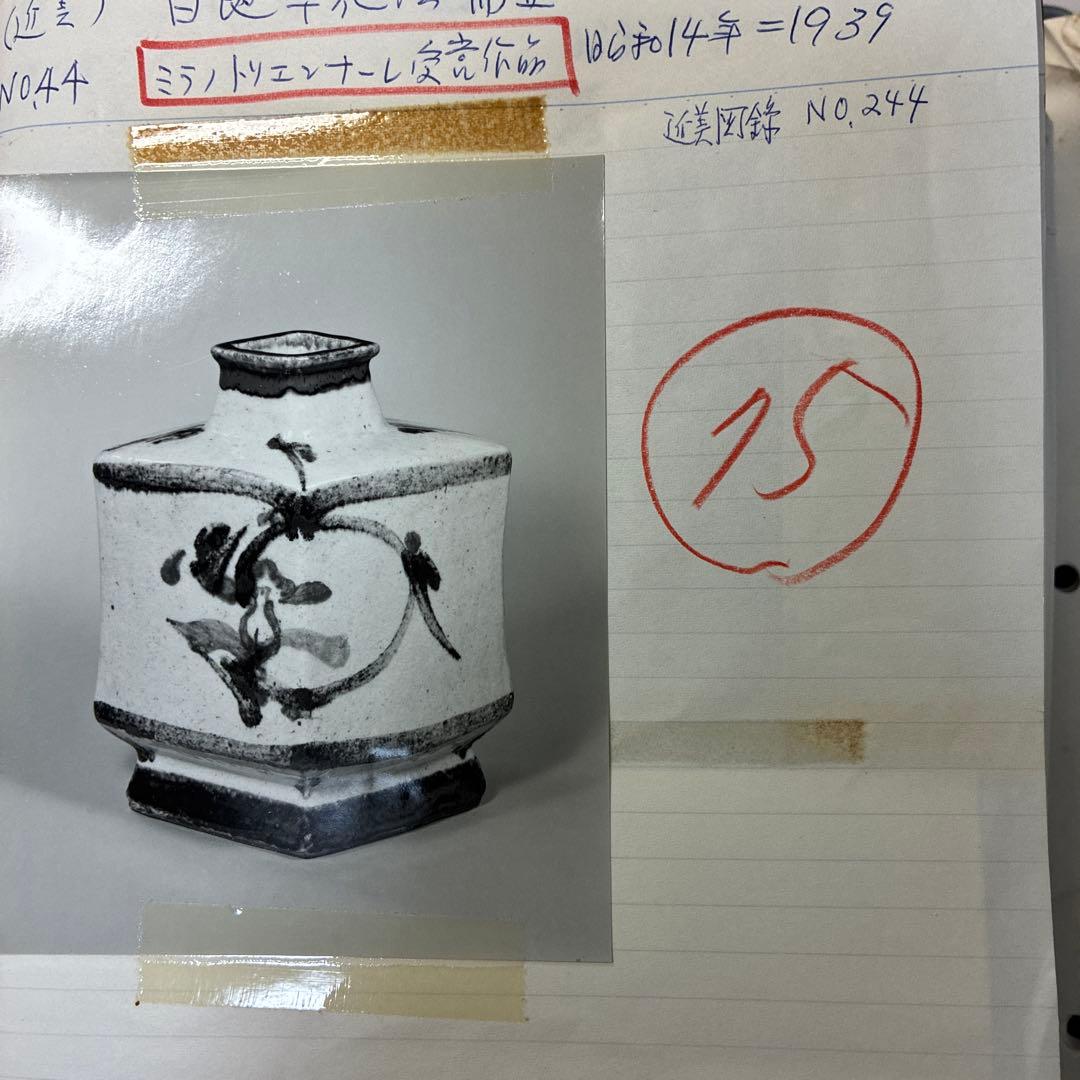 (近美)
NO.44
ミラノトリエンナーレ受賞作品
昭和14年=1939
近美図録 NO.244
75